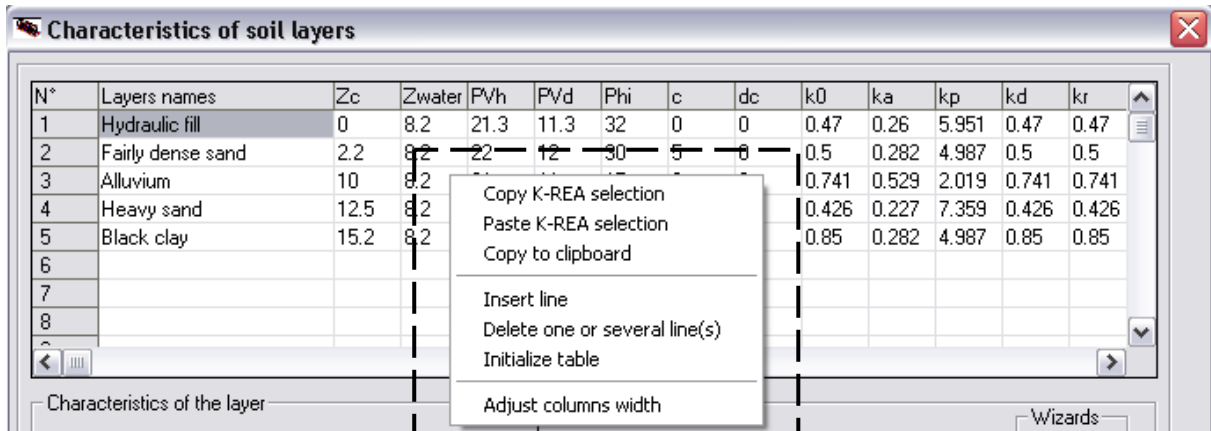 Characteristics of soil layers
N° Layers names Zc Zwater PVh PVd Phi c dc k0 ka kp kd kr
1 Hydraulic fill 0 8.2 21.3 11.3 32 0 0 0.47 0.26 5.951 0.47 0.47
2 Fairly dense sand 2.2 8.2 22 12 30 5 0 0.5 0.282 4.987 0.5 0.5
3 Alluvium 10 8.2 0.741 0.529 2.019 0.741 0.741
4 Heavy sand 12.5 8.2 0.426 0.227 7.359 0.426 0.426
5 Black clay 15.2 8.2 0.85 0.282 4.987 0.85 0.85
6
7
8
Copy K-REA selection
Paste K-REA selection
Copy to clipboard
Insert line
Delete one or several line(s)
Initialize table
Adjust columns width
Characteristics of the layer
Wizards